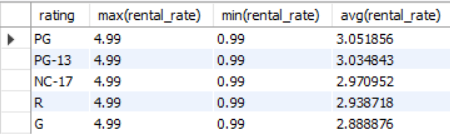 rating max(rental_rate) min(rental_rate) avg(rental_rate)
PG 4.99 0.99 3.051856
PG-13 4.99 0.99 3.034843
NC-17 4.99 0.99 2.970952
R 4.99 0.99 2.938718
G 4.99 0.99 2.888876